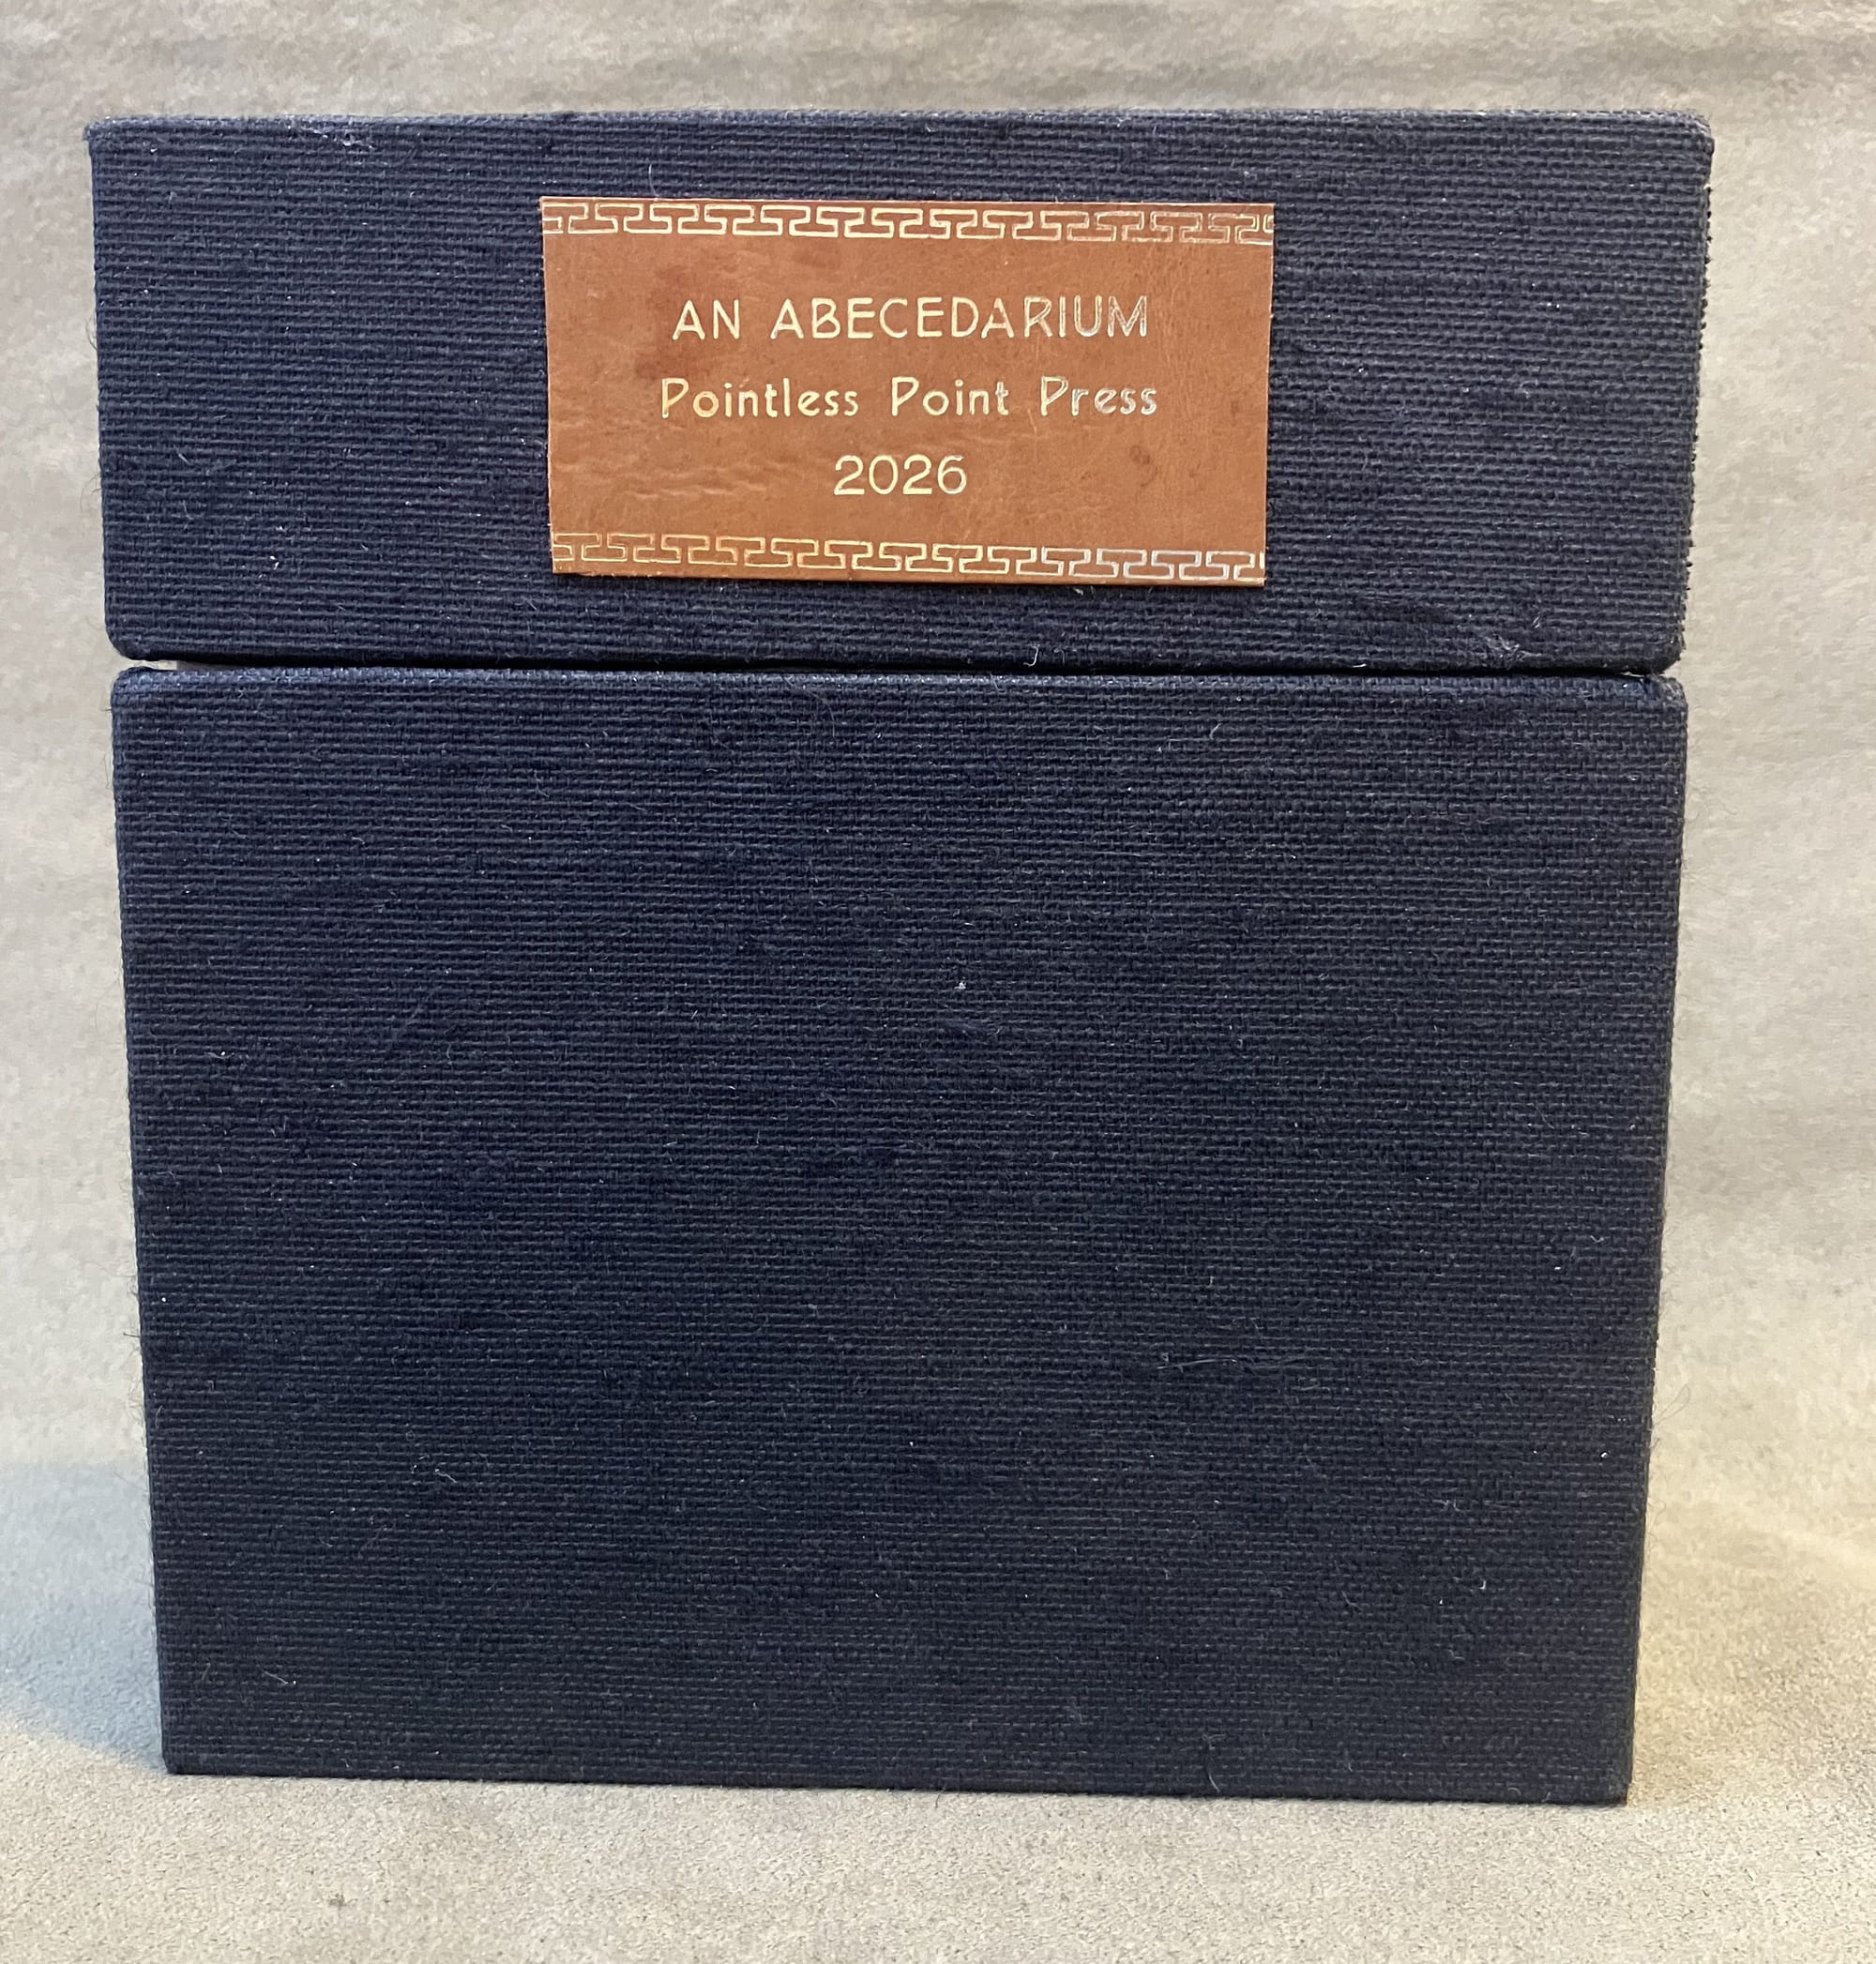 AN ABECEDARIUM
Pointless Point Press
2026